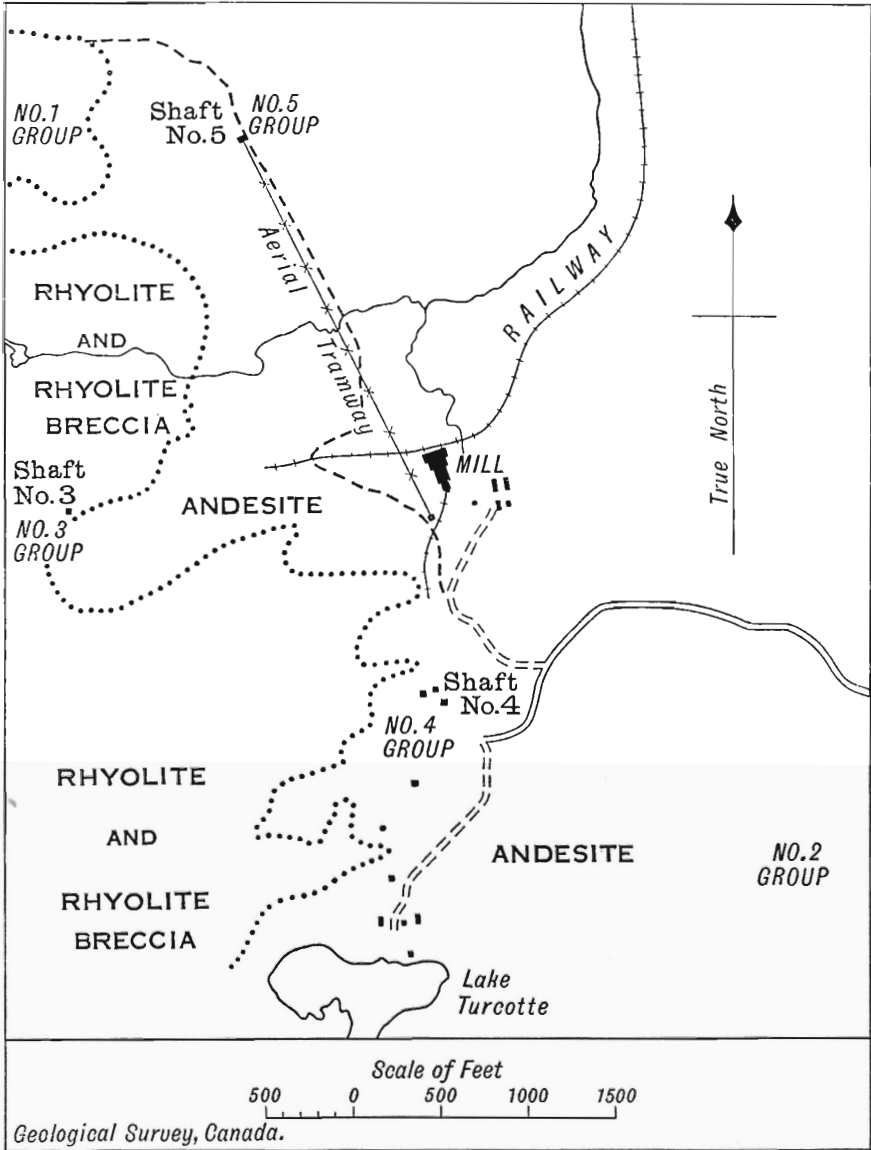 NO.1
GROUP
Shaft
No.5
NO.5
GROUP
Aerial
Tramway
RAILWAY
RHYOLITE
AND
RHYOLITE
BRECCIA
True North
Shaft
No.3
NO.3
GROUP
MILL
ANDESITE
Shaft
No.4
NO.4
GROUP
RHYOLITE
AND
RHYOLITE
BRECCIA
ANDESITE
NO.2
GROUP
Lake
Turcotte
Scale of Feet
500 0 500 1000 1500
Geological Survey, Canada.